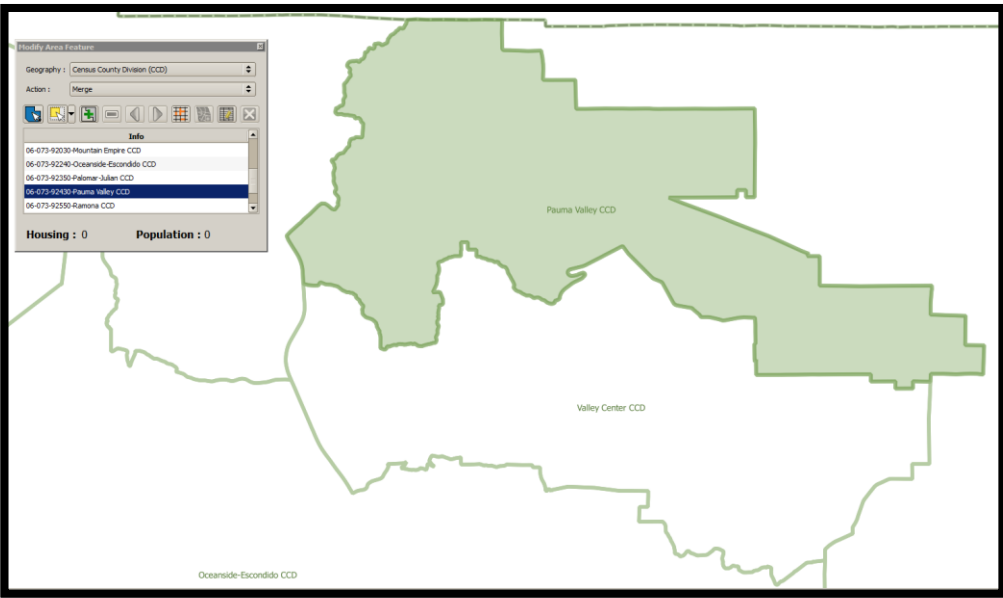 Modify Area Feature
Geography : Census County Division (CCD)
Action : Merge
Info
06-073-92030-Mountain Empire CCD
06-073-92240-Oceanside-Escondido CCD
06-073-92350-Palomar-Julian CCD
06-073-92430-Pauma Valley CCD
06-073-92550-Ramona CCD
Housing : 0 Population : 0
Pauma Valley CCD
Valley Center CCD
Oceanside-Escondido CCD